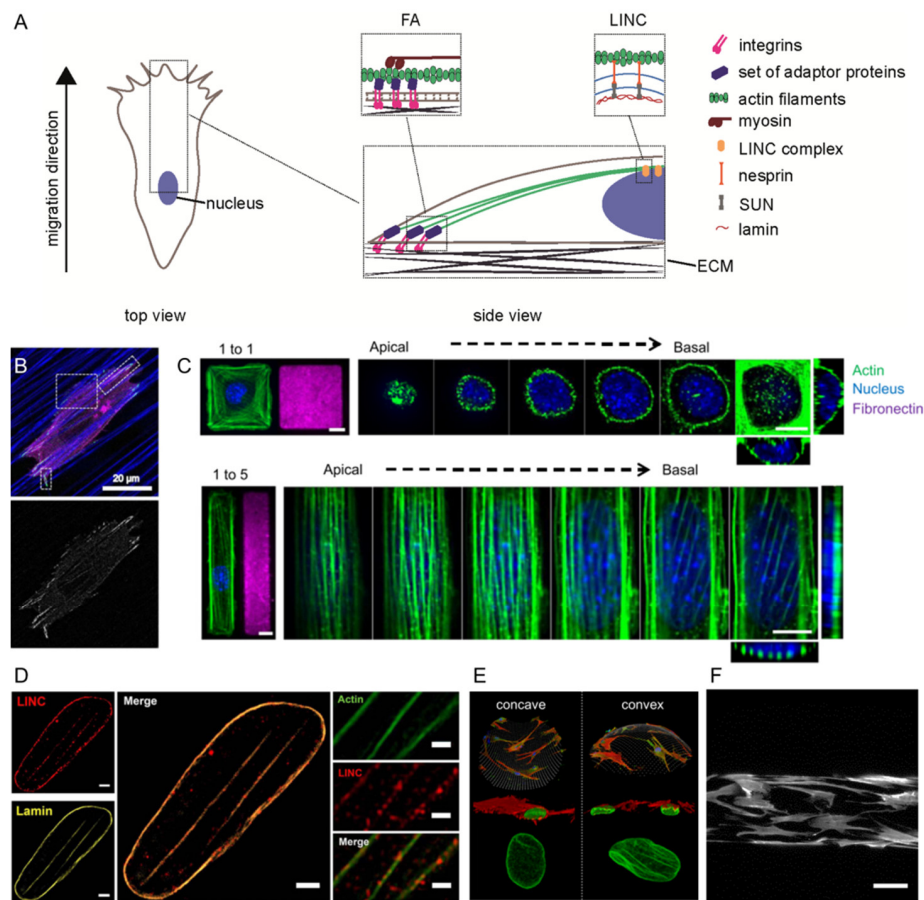 A
FA
LINC
migration direction
nucleus
integrins
set of adaptor proteins
actin filaments
myosin
LINC complex
nesprin
SUN
lamin
ECM
top view
side view
B
20 µm
C
1 to 1
Apical
Basal
Actin
Nucleus
Fibronectin
1 to 5
Apical
Basal
D
LINC
Lamin
Merge
Actin
LINC
Merge
E
concave
convex
F